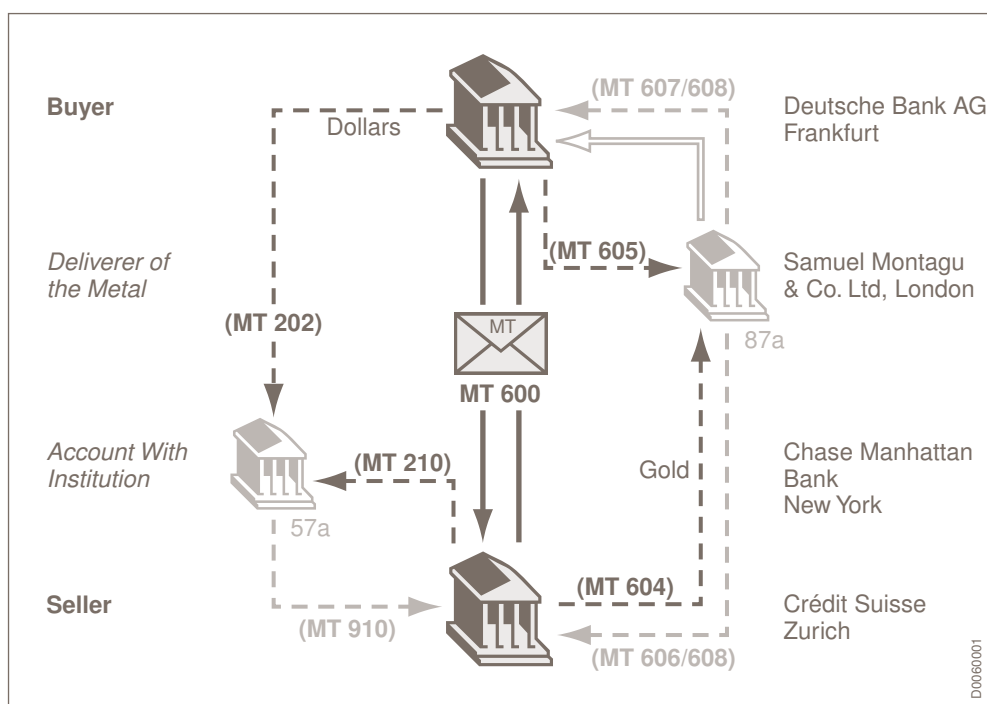 (MT 607/608)
Buyer
Dollars
Deutsche Bank AG
Frankfurt
(MT 605)
Deliverer of
the Metal
Samuel Montagu
& Co. Ltd, London
(MT 202)
87a
MT
MT 600
Account With
Institution
(MT 210)
Gold
Chase Manhattan
Bank
New York
57a
Seller
(MT 604)
Crédit Suisse
Zurich
(MT 910)
(MT 606/608)
D0060001